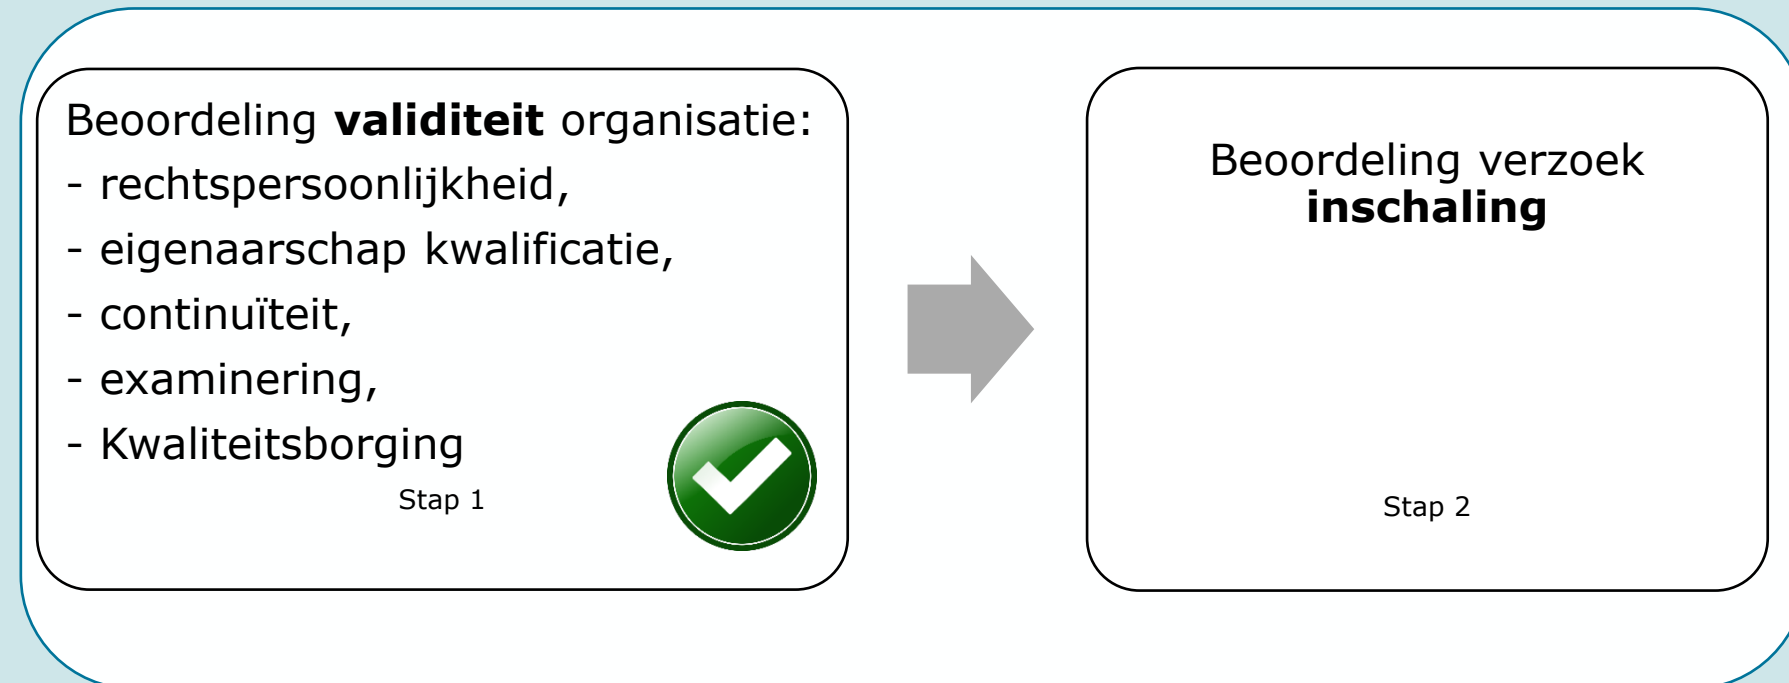 Beoordeling validiteit organisatie:
- rechtspersoonlijkheid,
- eigenaarschap kwalificatie,
- continuïteit,
- examinering,
- Kwaliteitsborging
Stap 1
Beoordeling verzoek
inschaling
Stap 2